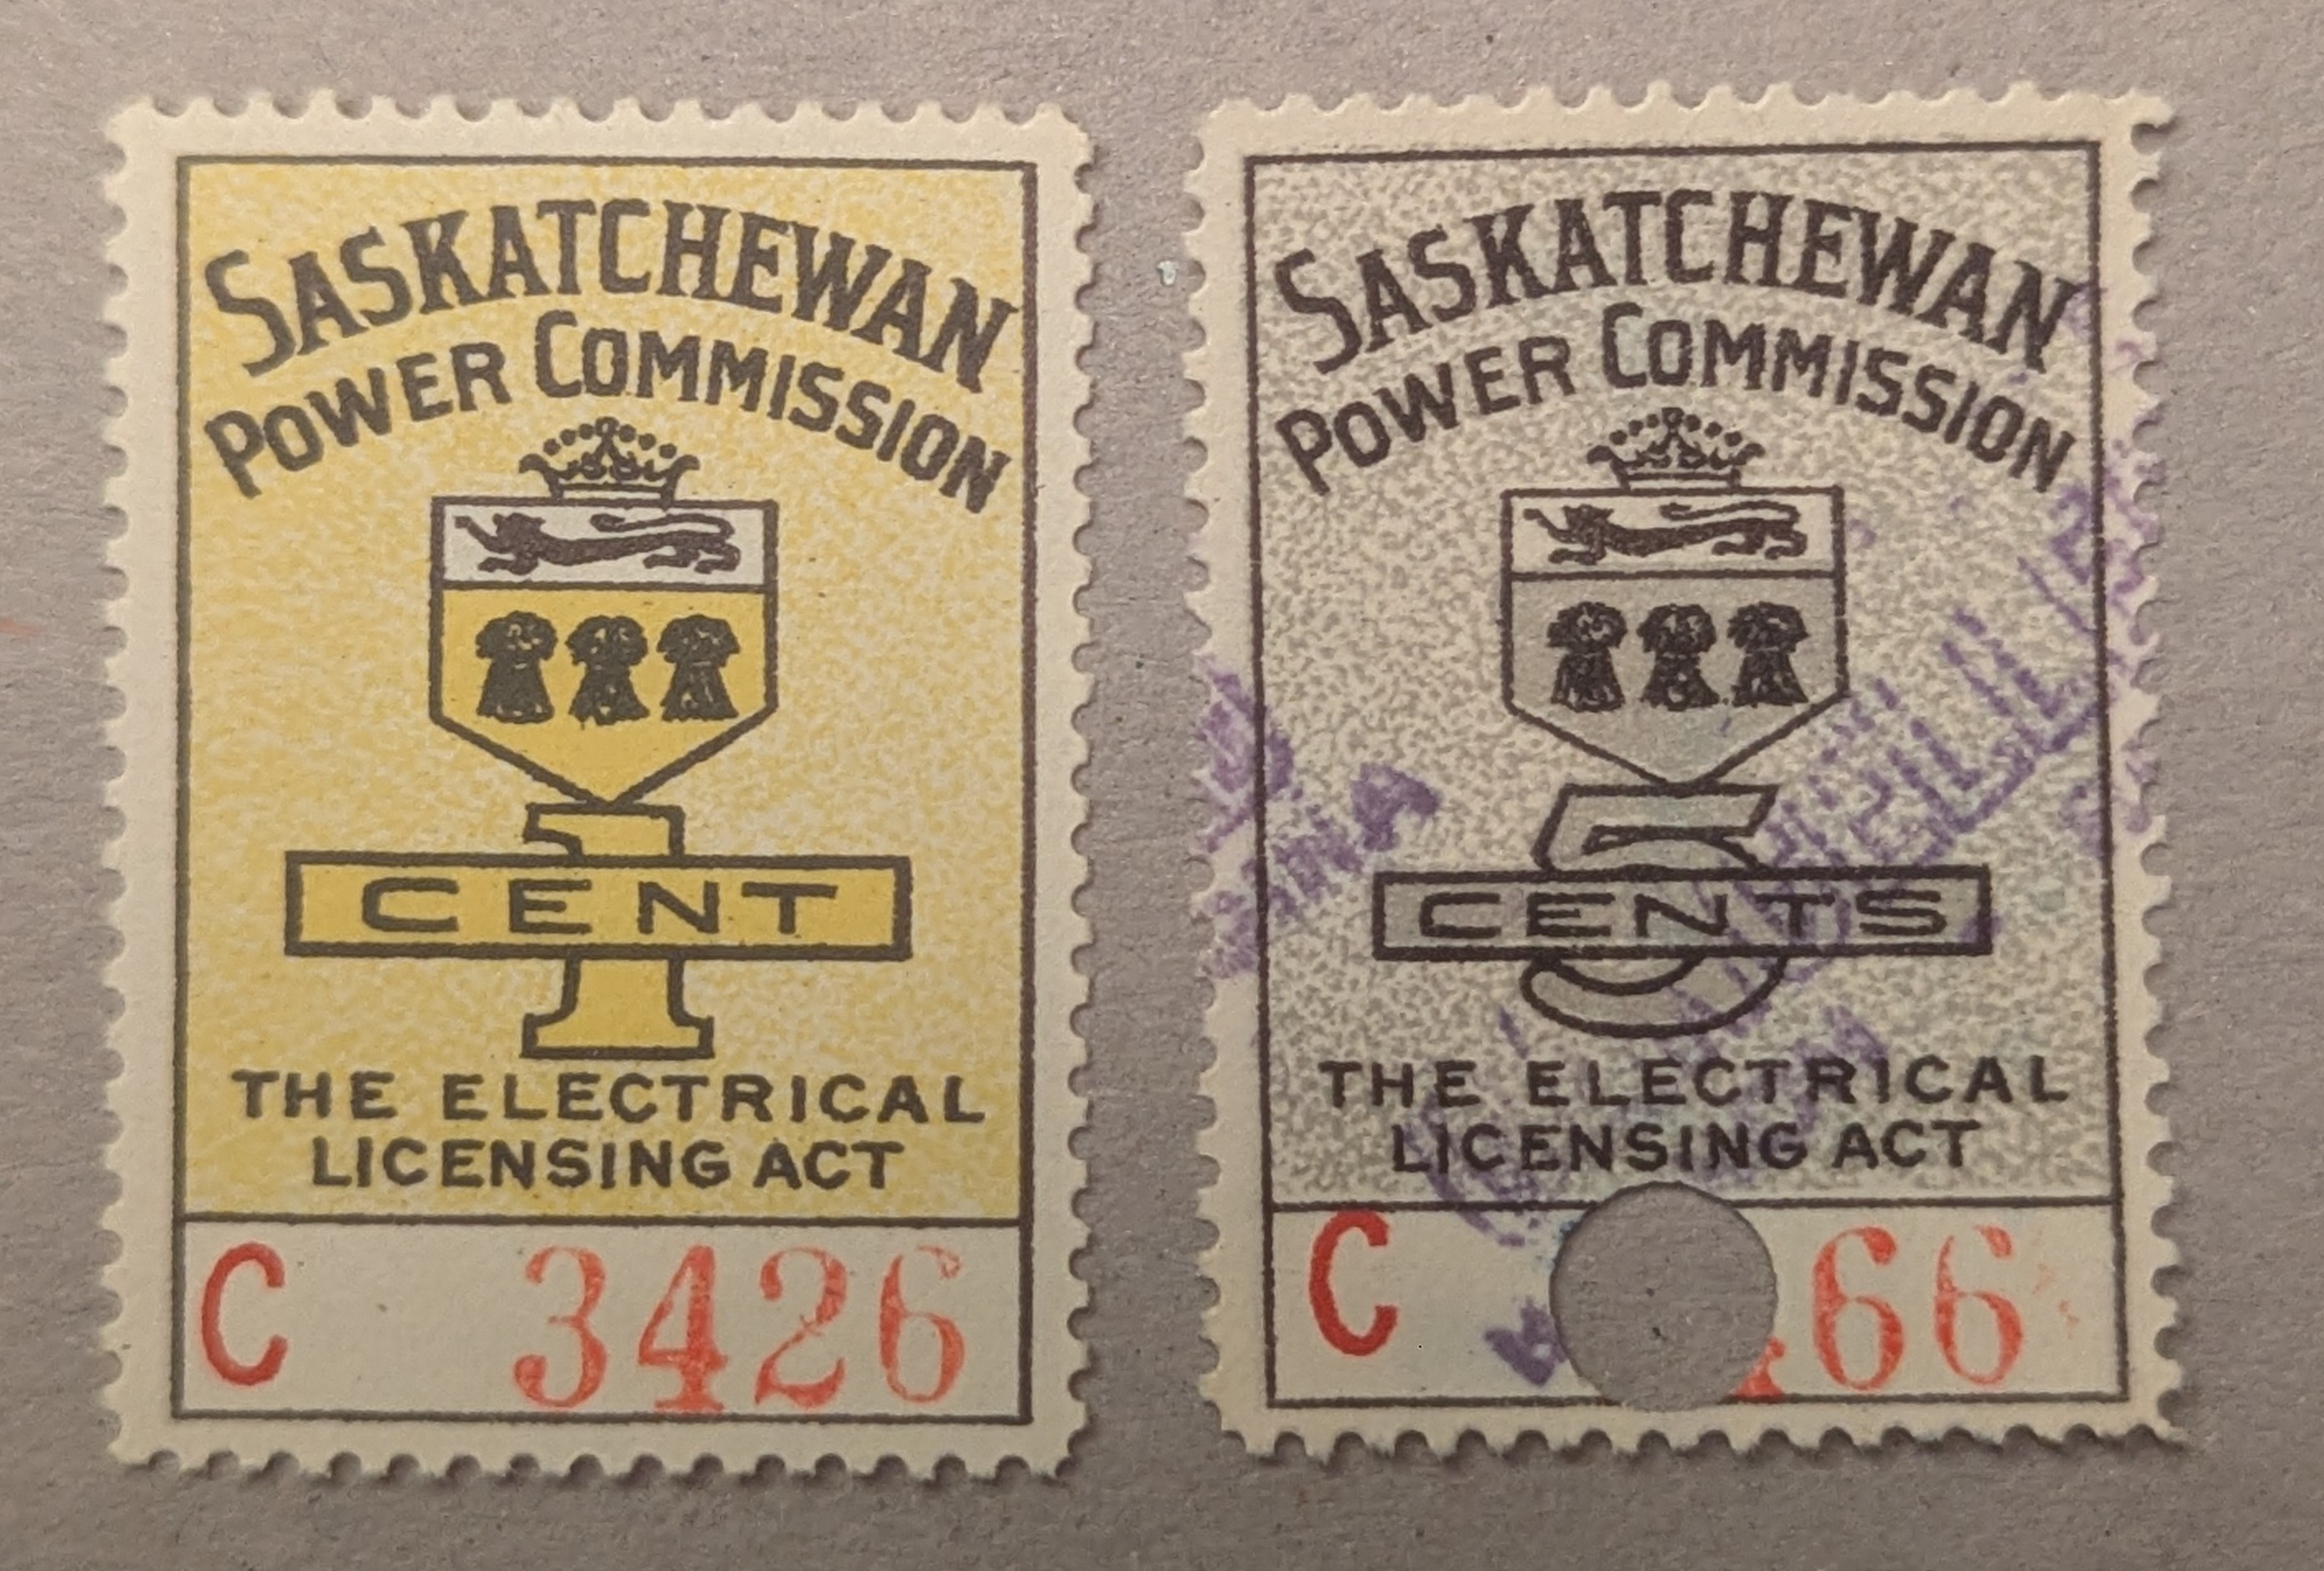 SASKATCHEWAN
POWER COMMISSION
1
CENT
THE ELECTRICAL
LICENSING ACT
C 3426
SASKATCHEWAN
POWER COMMISSION
5
CENTS
THE ELECTRICAL
LICENSING ACT
C 66